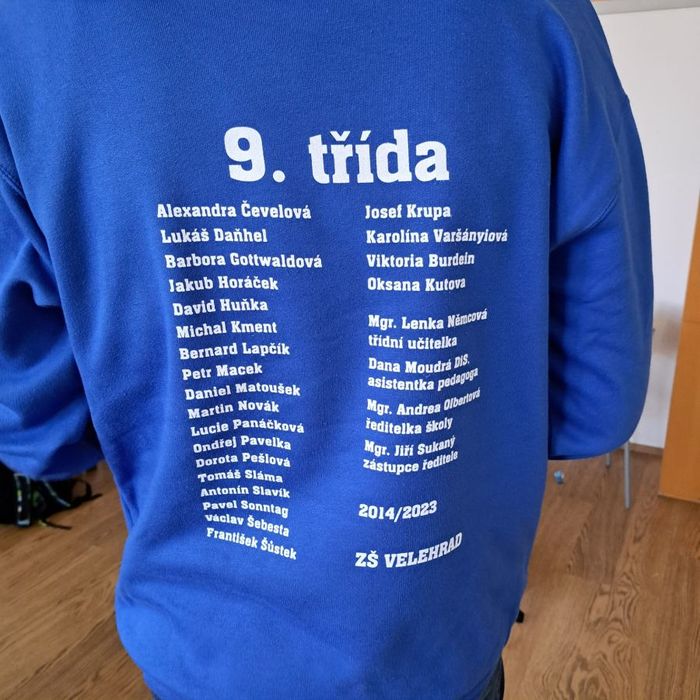 9. třída
Alexandra Čevelová
Lukáš Daňhel
Barbora Gottwaldová
Jakub Horáček
David Huňka
Michal Kment
Bernard Lapčík
Petr Macek
Daniel Matoušek
Martin Novák
Lucie Panáčková
Ondřej Pavelka
Dorota Pešlová
Tomáš Sláma
Antonín Slavík
Pavel Sonntag
Václav Šebesta
František Šůstek
Josef Krupa
Karolína Varšányiová
Viktoria Burdein
Oksana Kutova
Mgr. Lenka Němcová
třídní učitelka
Dana Moudrá DiS.
asistentka pedagoga
Mgr. Andrea Olbertová
ředitelka školy
Mgr. Jiří Sukaný
zástupce ředitele
2014/2023
ZŠ VELEHRAD